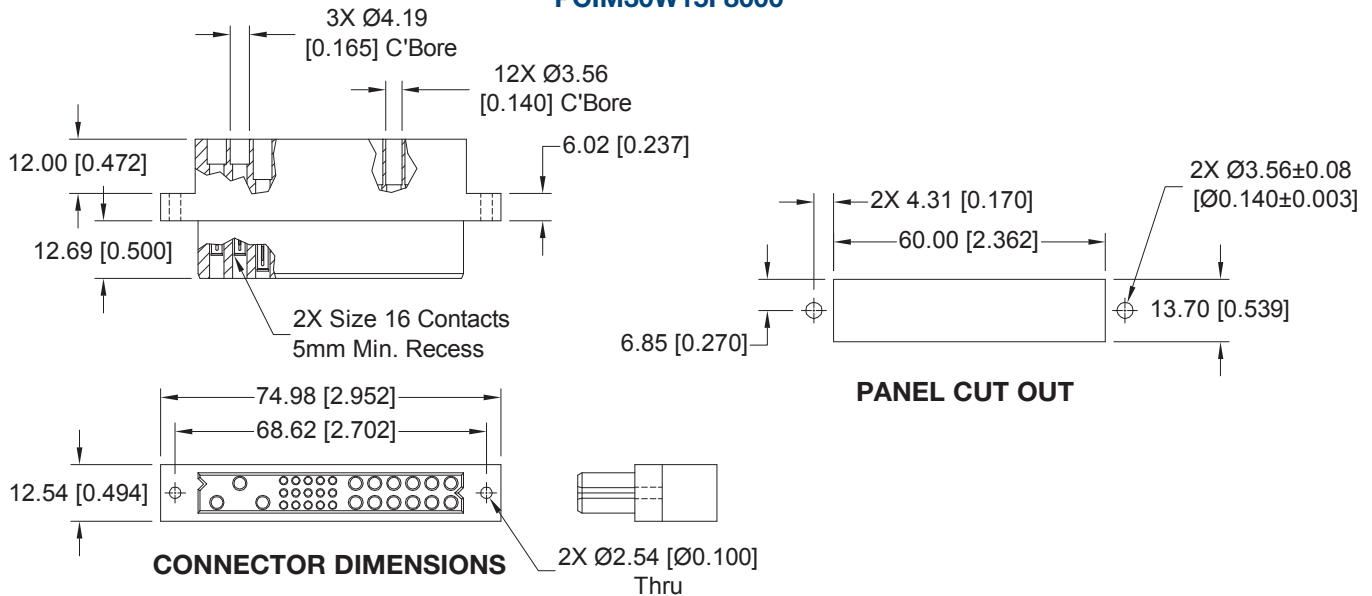 3X Ø4.19
[0.165] C'Bore
12X Ø3.56
[0.140] C'Bore
12.00 [0.472]
6.02 [0.237]
12.69 [0.500]
2X Size 16 Contacts
5mm Min. Recess
2X Ø3.56±0.08
[Ø0.140±0.003]
2X 4.31 [0.170]
60.00 [2.362]
13.70 [0.539]
6.85 [0.270]
PANEL CUT OUT
74.98 [2.952]
68.62 [2.702]
12.54 [0.494]
2X Ø2.54 [Ø0.100]
Thru
CONNECTOR DIMENSIONS